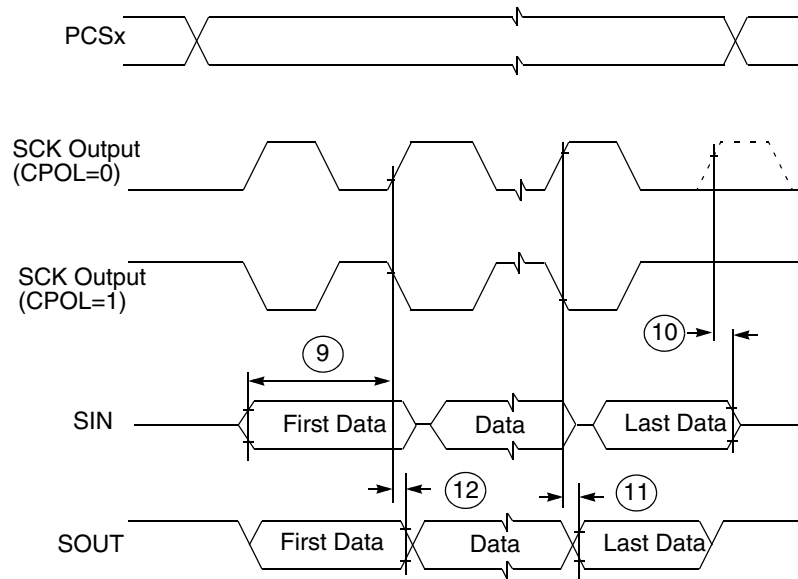 PCSx
SCK Output
(CPOL=0)
SCK Output
(CPOL=1)
10
9
SIN
First Data
Data
Last Data
12
11
SOUT
First Data
Data
Last Data